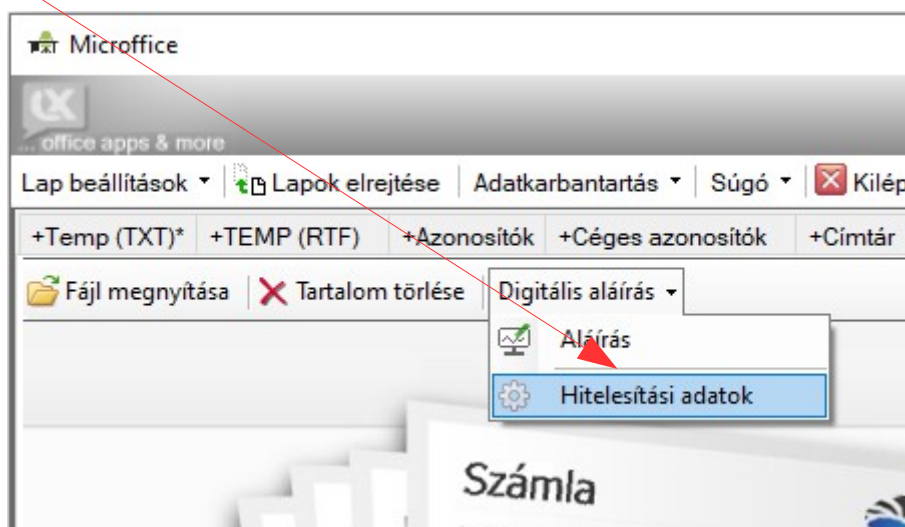 Microffice
... office apps & more
Lap beállítások Lapok elrejtése Adatkarbantartás Súgó Kilép
+Temp (TXT)* +TEMP (RTF) +Azonosítók +Céges azonosítók +Címtár
Fájl megnyítása Tartalom törlése Digitális aláírás
Aláírás
Hitelesítási adatok
Számla